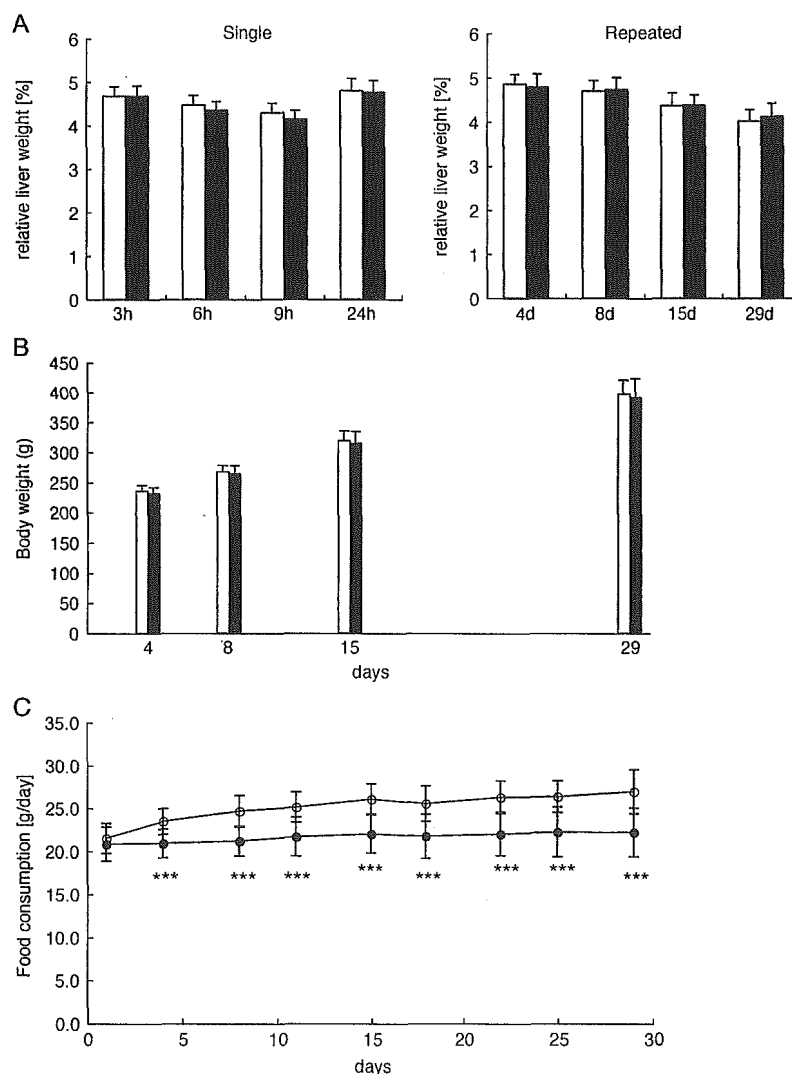 A
Single
Repeated
relative liver weight [%]
6
5
4
3
2
1
0
3h 6h 9h 24h
relative liver weight [%]
6
5
4
3
2
1
0
4d 8d 15d 29d
B
Body weight (g)
450
400
350
300
250
200
150
100
50
0
4 8 15 29
days
C
Food consumption [g/day]
35.0
30.0
25.0
20.0
15.0
10.0
5.0
0.0
*** *** *** *** *** *** *** ***
0 5 10 15 20 25 30
days